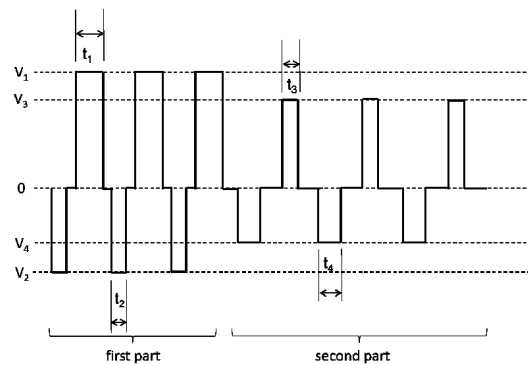 t₁
V₁
V₃
t₃
0
V₄
V₂
t₄
t₂
first part
second part